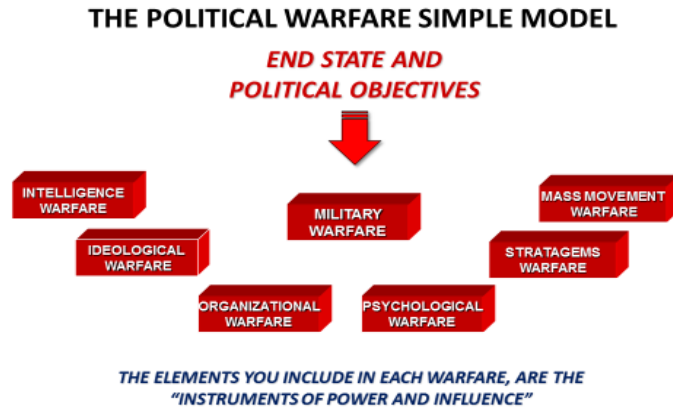 THE POLITICAL WARFARE SIMPLE MODEL
END STATE AND
POLITICAL OBJECTIVES
INTELLIGENCE
WARFARE
IDEOLOGICAL
WARFARE
ORGANIZATIONAL
WARFARE
MILITARY
WARFARE
PSYCHOLOGICAL
WARFARE
STRATAGEMS
WARFARE
MASS MOVEMENT
WARFARE
THE ELEMENTS YOU INCLUDE IN EACH WARFARE, ARE THE
“INSTRUMENTS OF POWER AND INFLUENCE”